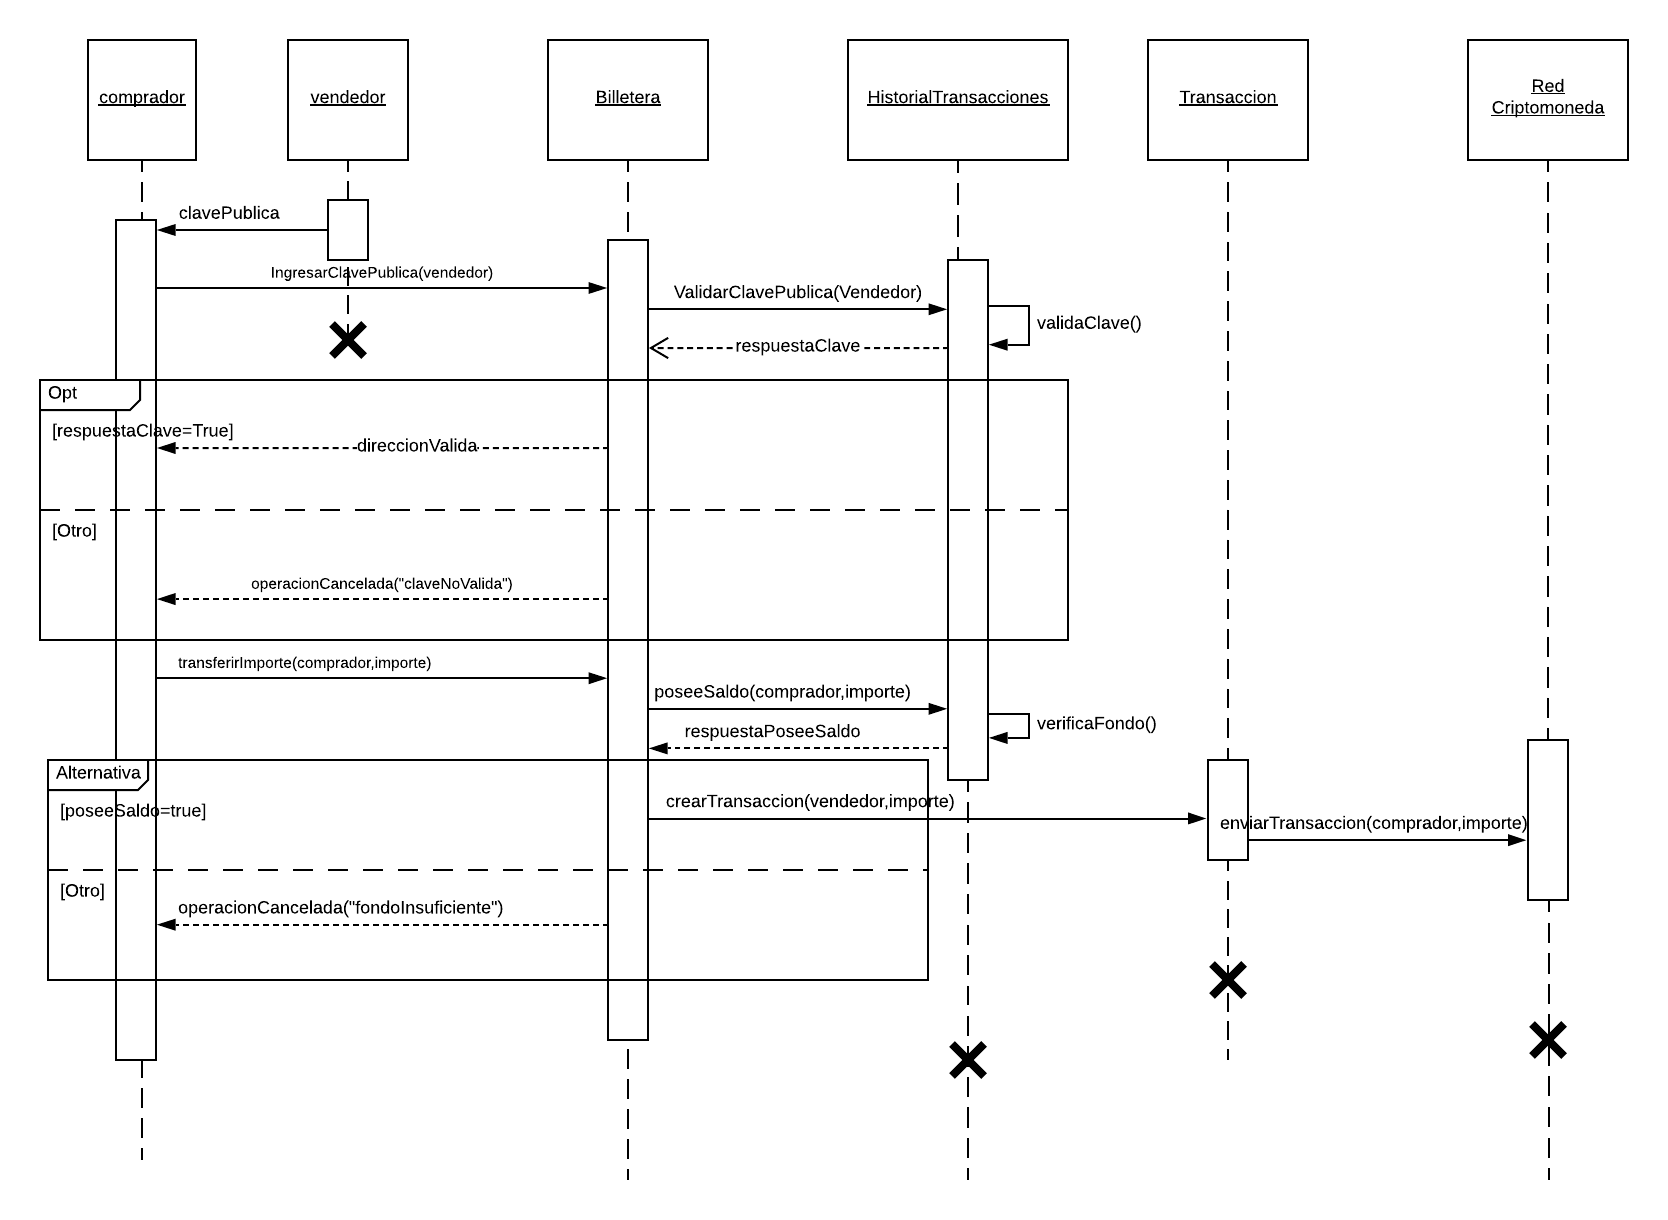 comprador
vendedor
Billetera
HistorialTransacciones
Transaccion
Red
Criptomoneda
clavePublica
IngresarClavePublica(vendedor)
ValidarClavePublica(Vendedor)
validaClave()
respuestaClave
Opt
[respuestaClave=True]
direccionValida
[Otro]
operacionCancelada("claveNoValida")
transferirImporte(comprador,importe)
poseeSaldo(comprador,importe)
verificaFondo()
respuestaPoseeSaldo
Alternativa
[poseeSaldo=true]
crearTransaccion(vendedor,importe)
enviarTransaccion(comprador,importe)
[Otro]
operacionCancelada("fondoInsuficiente")